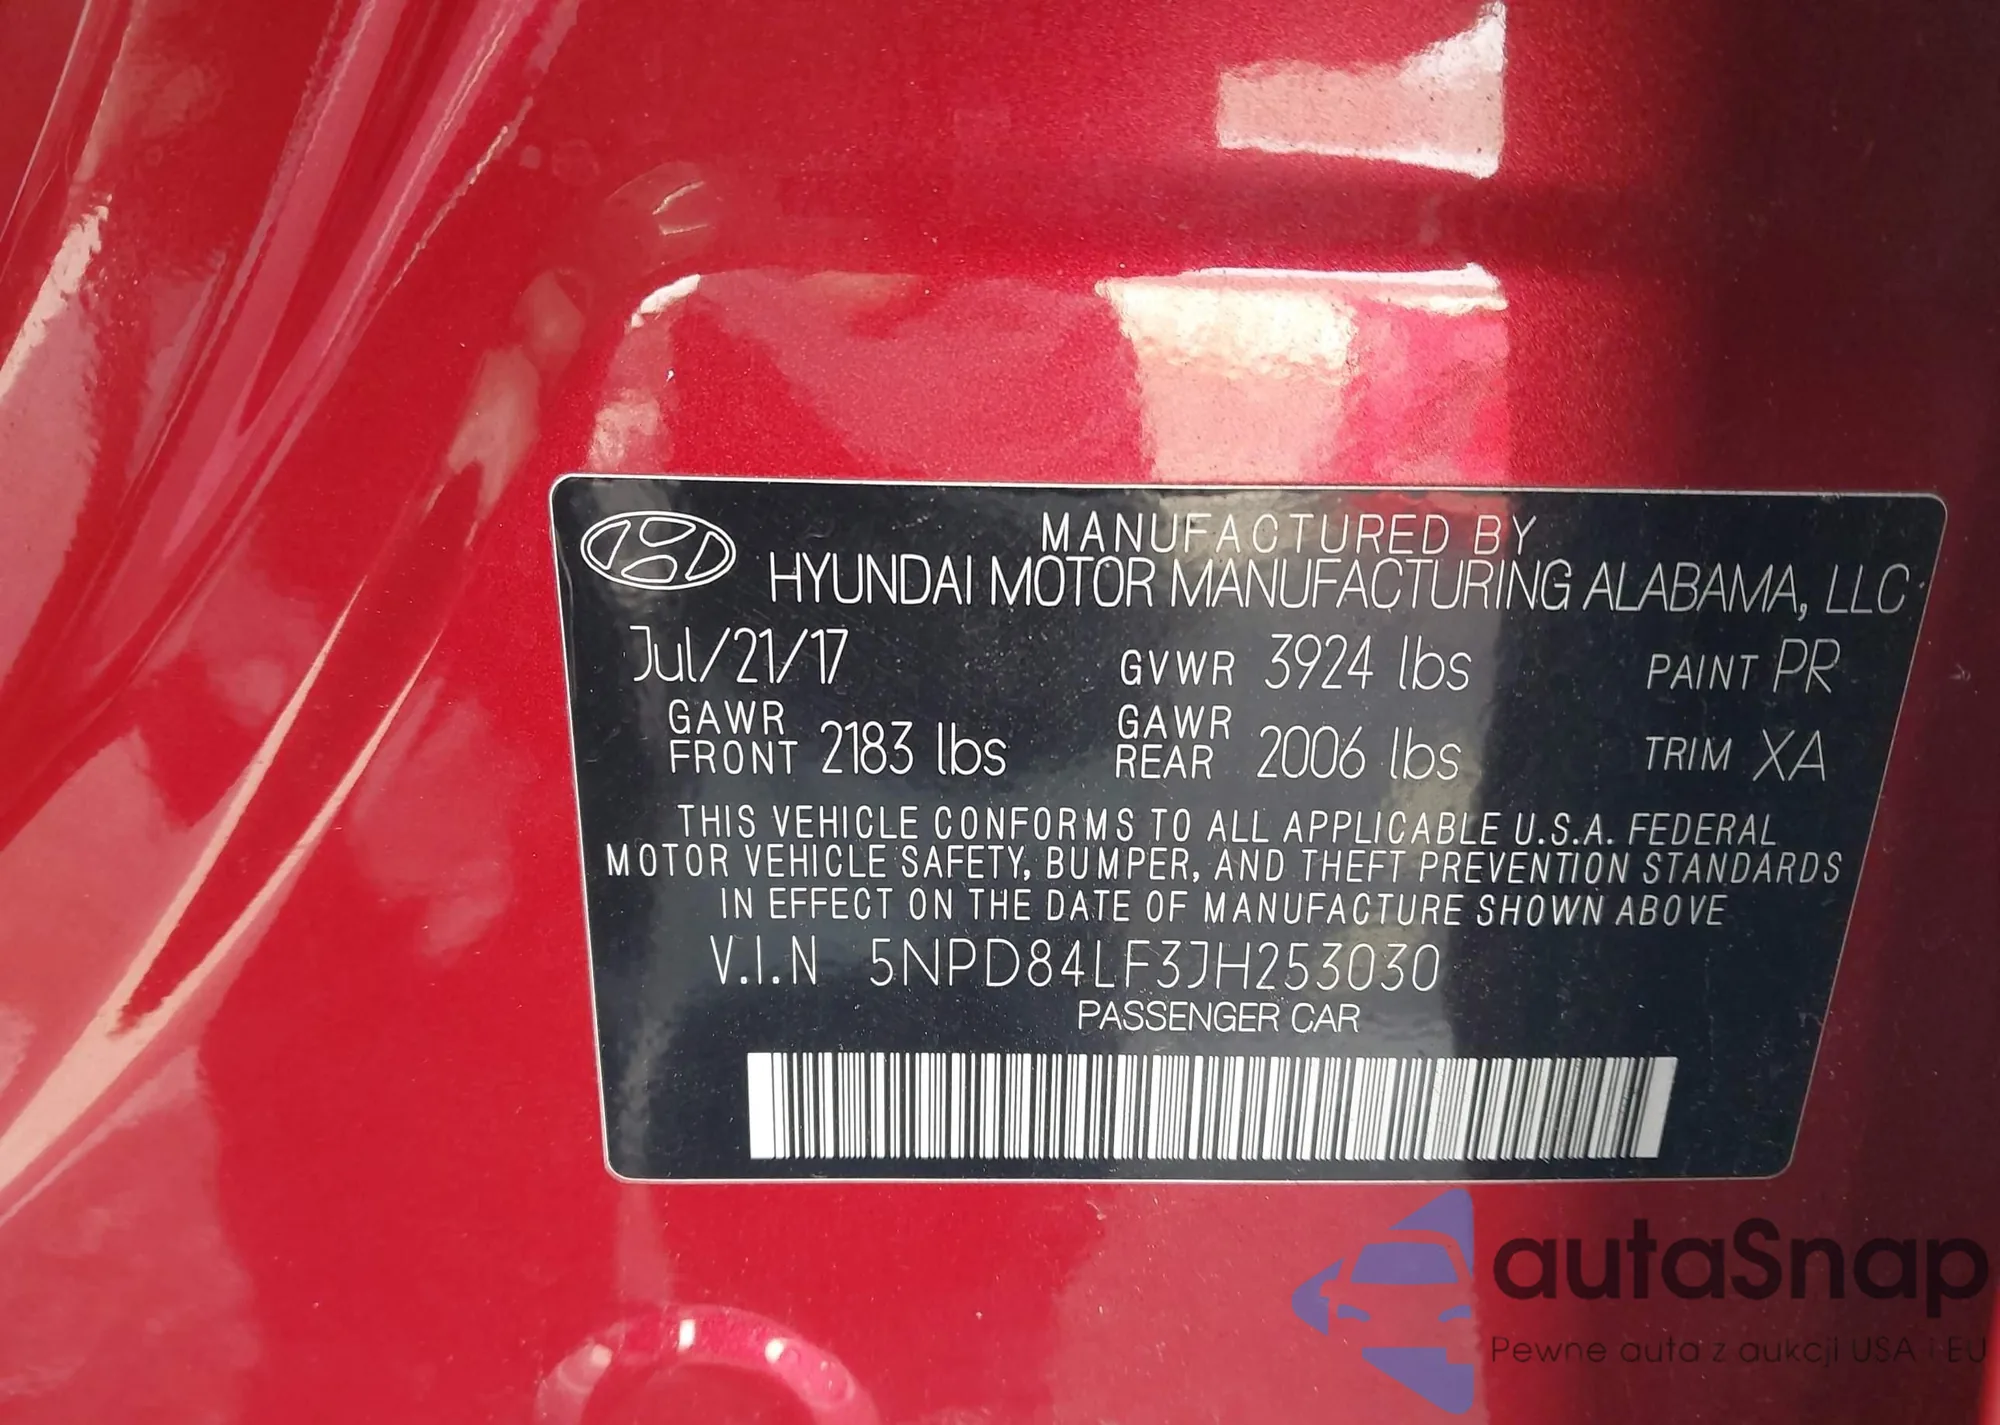 MANUFACTURED BY
HYUNDAI MOTOR MANUFACTURING ALABAMA, LLC
Jul/21/17 GVWR 3924 lbs PAINT PR
GAWR FRONT 2183 lbs GAWR REAR 2006 lbs TRIM XA
THIS VEHICLE CONFORMS TO ALL APPLICABLE U.S.A. FEDERAL
MOTOR VEHICLE SAFETY, BUMPER, AND THEFT PREVENTION STANDARDS
IN EFFECT ON THE DATE OF MANUFACTURE SHOWN ABOVE
V.I.N 5NPD84LF3JH253030
PASSENGER CAR
autaSnap
Pewne auta z aukcji USA i EU